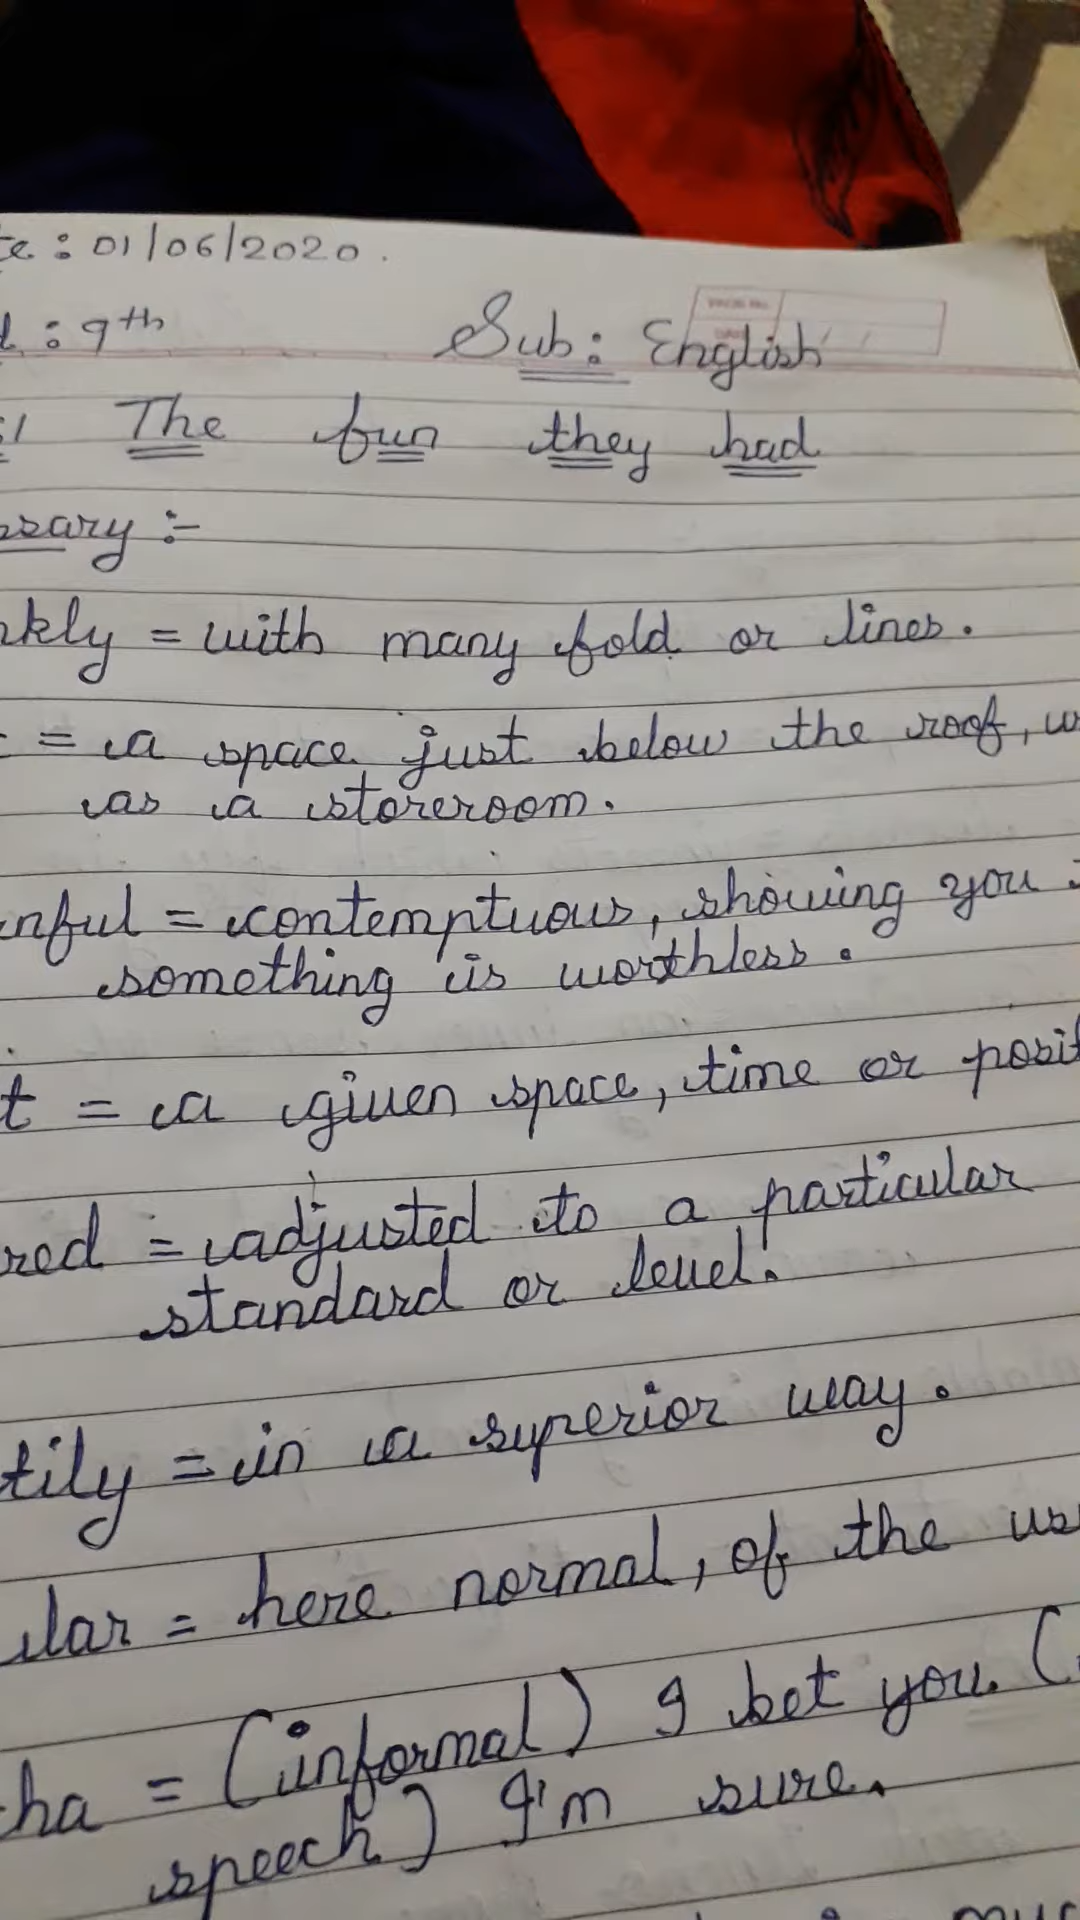 te : 01/06/2020.
: 9th Sub: English
The fun they had
ssary :-
kly = with many fold or lines.
= a space just below the roof,
as a storeroom.
nful = contemptuous, showing you
something is worthless.
t = a given space, time or posit
red = adjusted to a particular
standard or level.
tily = in a superior way.
lar = here normal, of the us
cha = (informal) I bet you (
speech) I'm sure.